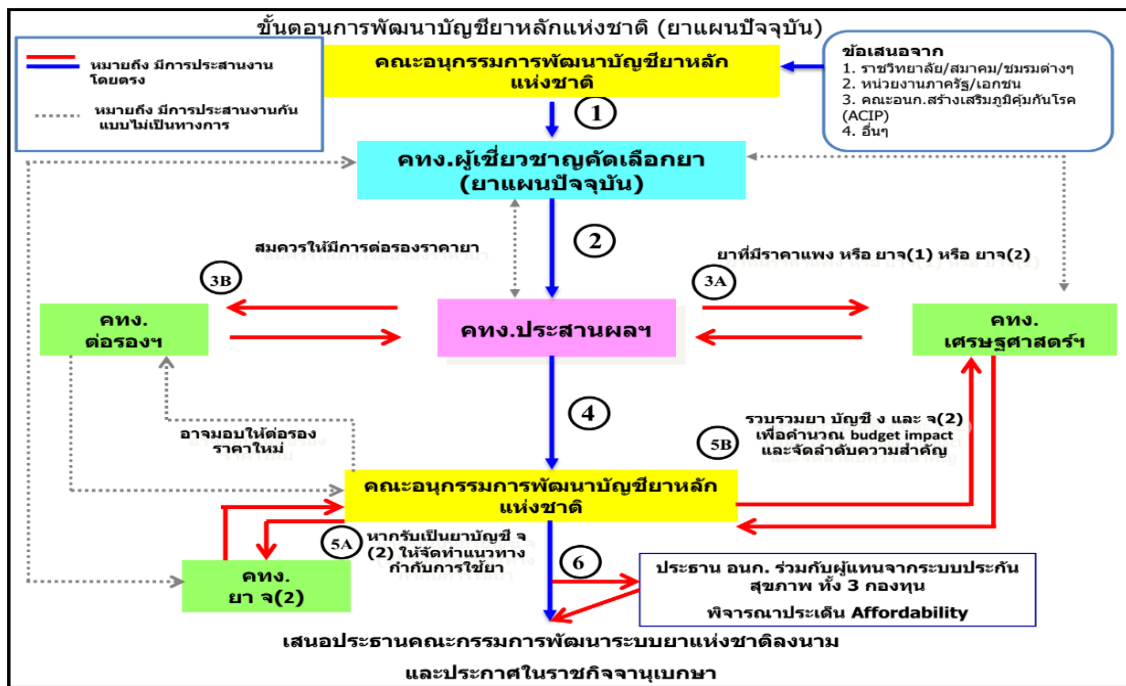 ขั้นตอนการพัฒนาบัญชียาหลักแห่งชาติ (ยาแผนปัจจุบัน)
หมายถึง มีการประสานงาน
โดยตรง
หมายถึง มีการประสานงานกัน
แบบไม่เป็นทางการ
คณะอนุกรรมการพัฒนาบัญชียาหลัก
แห่งชาติ
ข้อเสนอจาก
1. ราชวิทยาลัย/สมาคม/ชมรมต่างๆ
2. หน่วยงานภาครัฐ/เอกชน
3. คณะอนก.สร้างเสริมภูมิคุ้มกันโรค
(ACIP)
4. อื่นๆ
1
คทง.ผู้เชี่ยวชาญคัดเลือกยา
(ยาแผนปัจจุบัน)
2
สมควรให้มีการต่อรองราคายา
ยาที่มีราคาแพง หรือ ยาจ(1) หรือ ยาจ(2)
3B
3A
คทง.
ต่อรองฯ
คทง.ประสานผลฯ
คทง.
เศรษฐศาสตร์ฯ
4
อาจมอบให้ต่อรอง
ราคาใหม่
5B
รวบรวมยา บัญชี ง และ จ(2)
เพื่อคำนวณ budget impact
และจัดลำดับความสำคัญ
คณะอนุกรรมการพัฒนาบัญชียาหลัก
แห่งชาติ
5A
หากรับเป็นยาบัญชี จ
(2) ให้จัดทำแนวทาง
กำกับการใช้ยา
คทง.
ยา จ(2)
6
ประธาน อนก. ร่วมกับผู้แทนจากระบบประกัน
สุขภาพ ทั้ง 3 กองทุน
พิจารณาประเด็น Affordability
เสนอประธานคณะกรรมการพัฒนาระบบยาแห่งชาติลงนาม
และประกาศในราชกิจจานุเบกษา